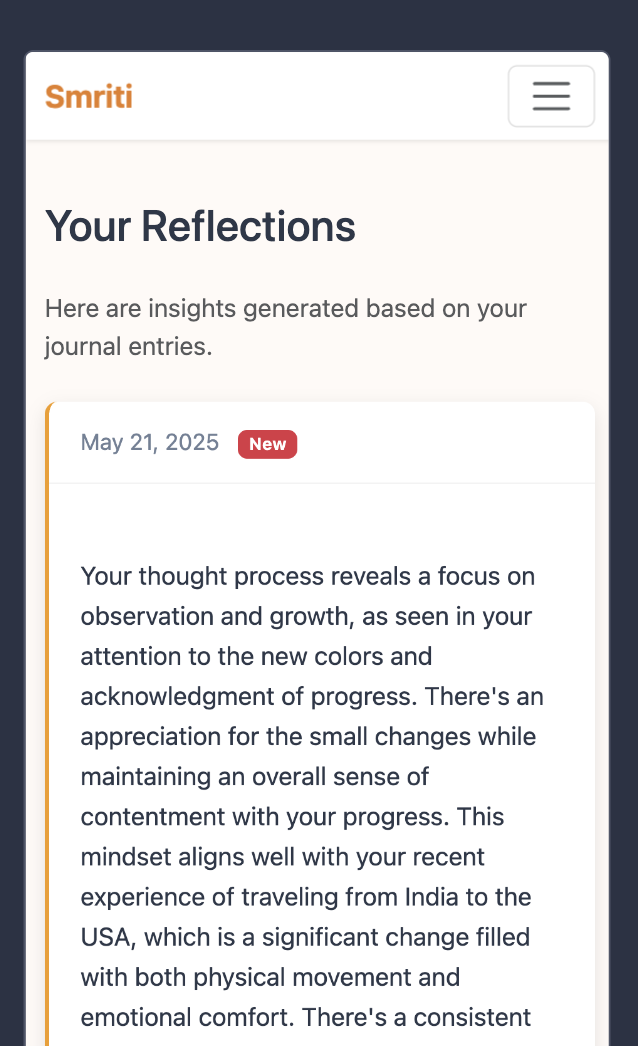 Smriti
Your Reflections
Here are insights generated based on your
journal entries.
May 21, 2025 New
Your thought process reveals a focus on
observation and growth, as seen in your
attention to the new colors and
acknowledgment of progress. There's an
appreciation for the small changes while
maintaining an overall sense of
contentment with your progress. This
mindset aligns well with your recent
experience of traveling from India to the
USA, which is a significant change filled
with both physical movement and
emotional comfort. There's a consistent